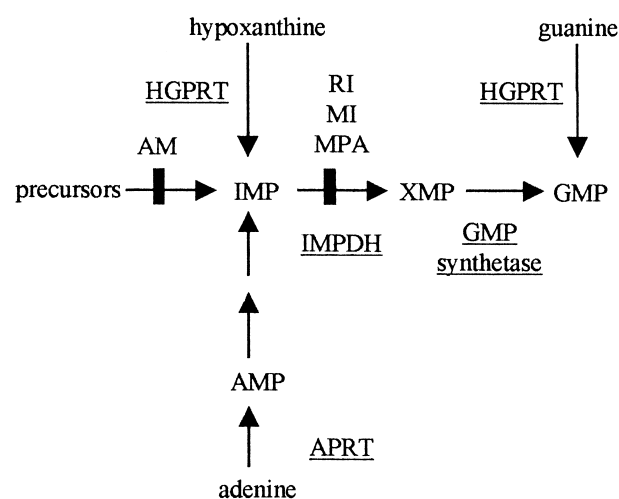 hypoxanthine
guanine
HGPRT
RI
HGPRT
MI
AM
MPA
precursors
IMP
XMP
GMP
IMPDH
GMP
synthetase
AMP
APRT
adenine